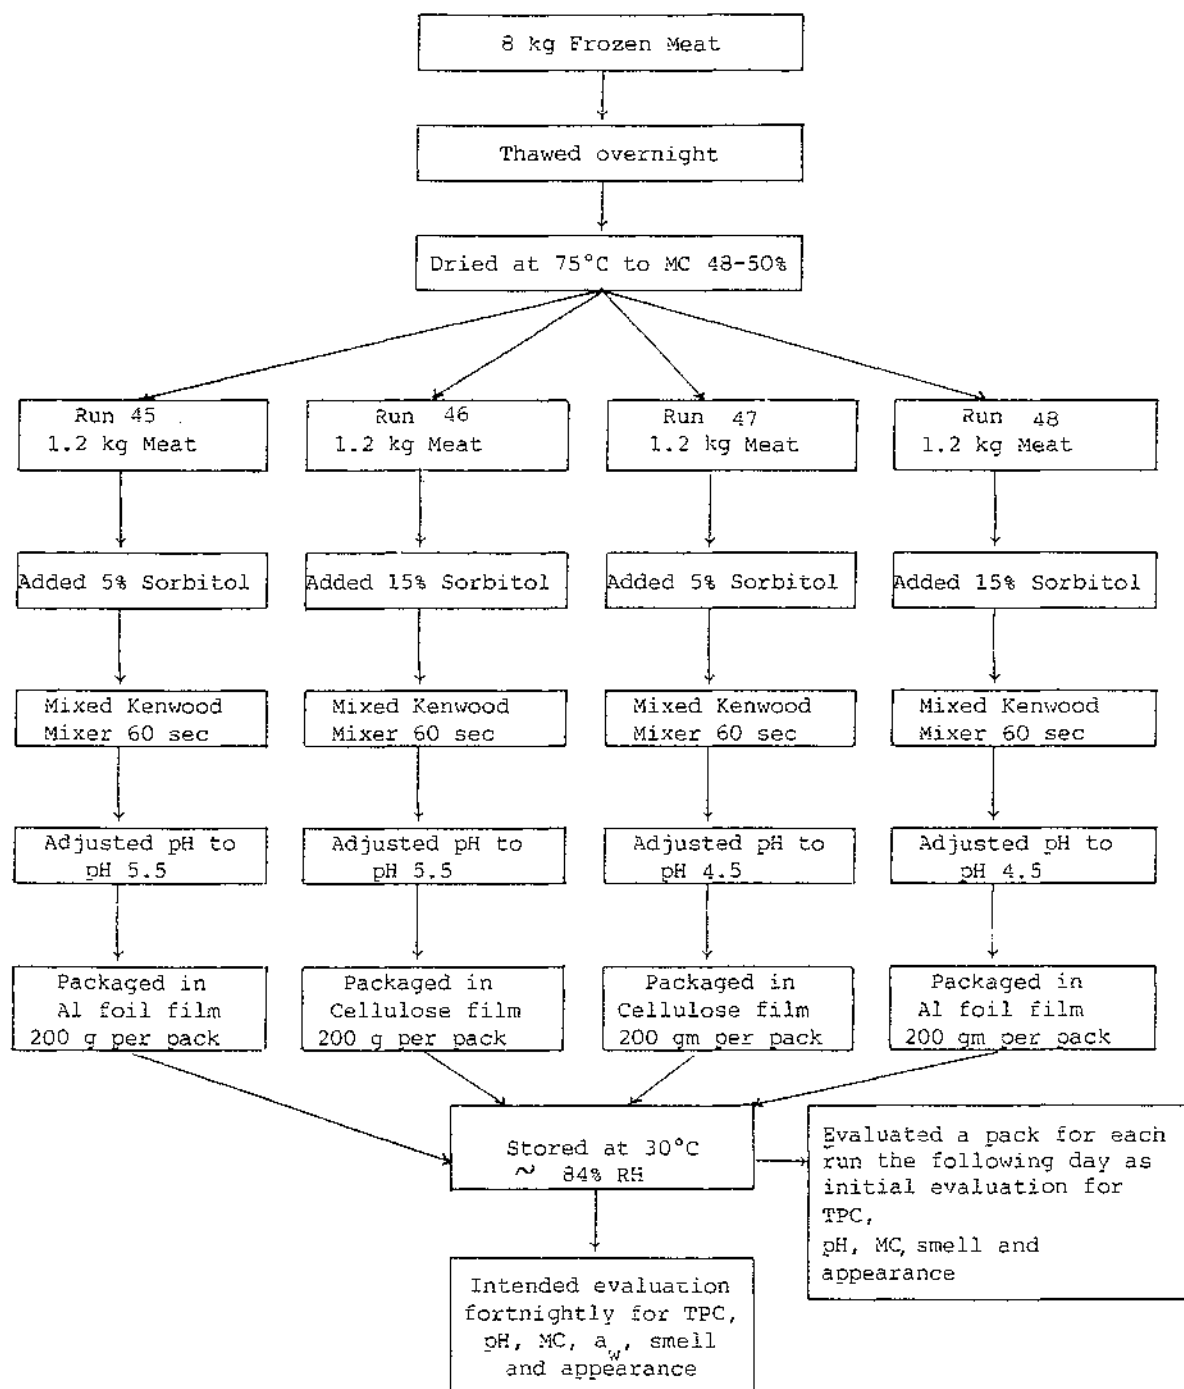 8 kg Frozen Meat
Thawed overnight
Dried at 75°C to MC 48-50%
Run 45
1.2 kg Meat
Run 46
1.2 kg Meat
Run 47
1.2 kg Meat
Run 48
1.2 kg Meat
Added 5% Sorbitol
Added 15% Sorbitol
Added 5% Sorbitol
Added 15% Sorbitol
Mixed Kenwood
Mixer 60 sec
Mixed Kenwood
Mixer 60 sec
Mixed Kenwood
Mixer 60 sec
Mixed Kenwood
Mixer 60 sec
Adjusted pH to
pH 5.5
Adjusted pH to
pH 5.5
Adjusted pH to
pH 4.5
Adjusted pH to
pH 4.5
Packaged in
Al foil film
200 g per pack
Packaged in
Cellulose film
200 g per pack
Packaged in
Cellulose film
200 gm per pack
Packaged in
Al foil film
200 gm per pack
Stored at 30°C
~ 84% RH
Evaluated a pack for each
run the following day as
initial evaluation for
TPC,
pH, MC, smell and
appearance
Intended evaluation
fortnightly for TPC,
pH, MC, a_w, smell
and appearance